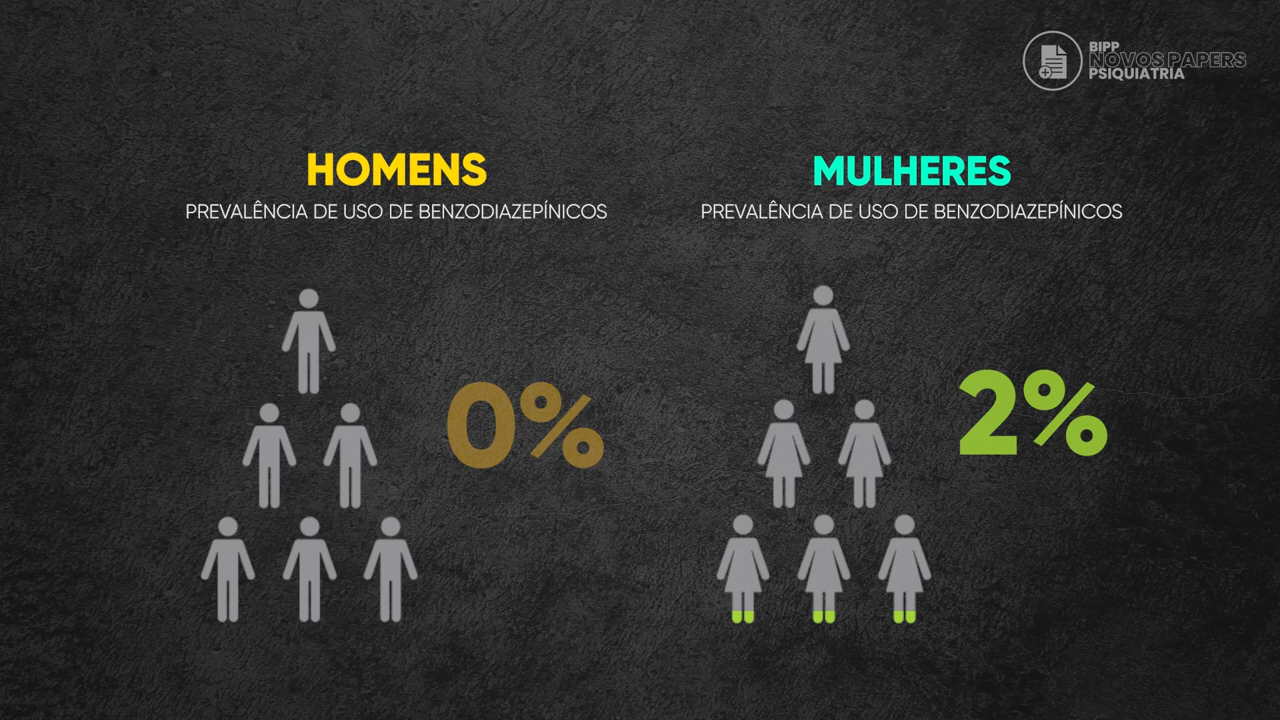 BIPP
NOVOS PAPERS
PSIQUIATRIA
HOMENS
PREVALÊNCIA DE USO DE BENZODIAZEPÍNICOS
0%
MULHERES
PREVALÊNCIA DE USO DE BENZODIAZEPÍNICOS
2%